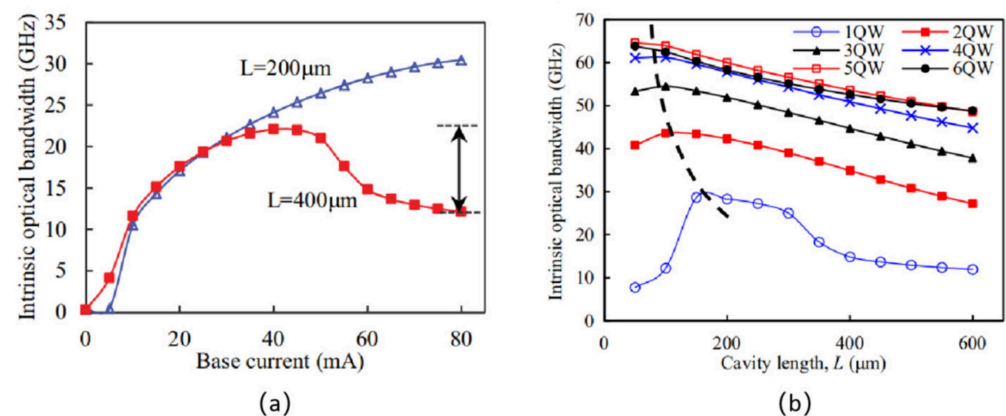 Intrinsic optical bandwidth (GHz)
35
30
25
20
15
10
5
0
L=200μm
L=400μm
0 20 40 60 80
Base current (mA)
(a)
Intrinsic optical bandwidth (GHz)
70
60
50
40
30
20
10
0
1QW 2QW
3QW 4QW
5QW 6QW
0 200 400 600
Cavity length, L (μm)
(b)